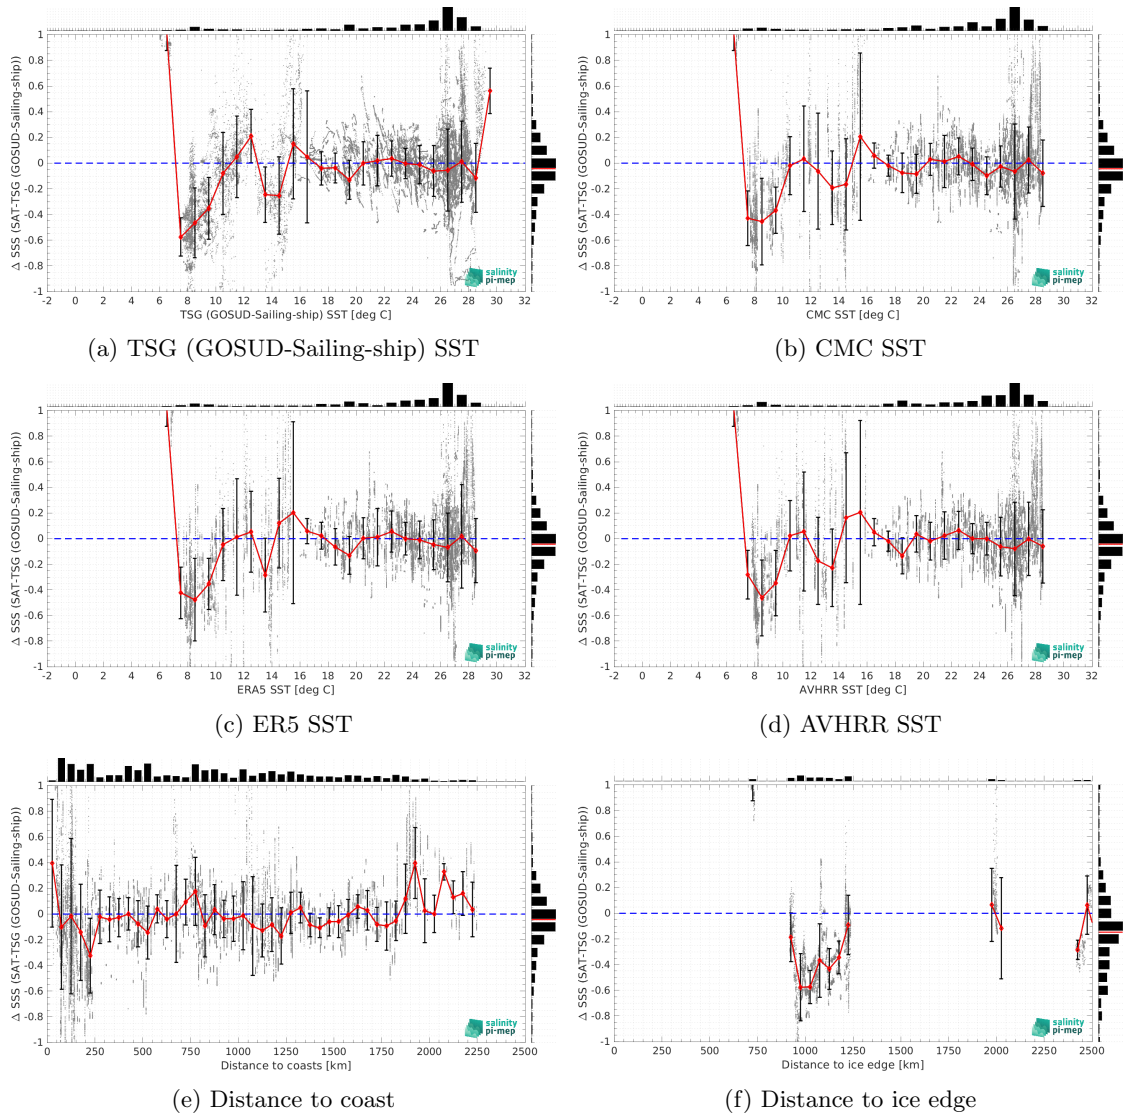 1
0.8
0.6
0.4
0.2
0
-0.2
-0.4
-0.6
-0.8
-1
Δ SSS (SAT-TSG (GOSUD-Sailing-ship))
-2 0 2 4 6 8 10 12 14 16 18 20 22 24 26 28 30 32
TSG (GOSUD-Sailing-ship) SST [deg C]
salinity
pi-mep
(a) TSG (GOSUD-Sailing-ship) SST
1
0.8
0.6
0.4
0.2
0
-0.2
-0.4
-0.6
-0.8
-1
Δ SSS (SAT-TSG (GOSUD-Sailing-ship))
-2 0 2 4 6 8 10 12 14 16 18 20 22 24 26 28 30 32
CMC SST [deg C]
salinity
pi-mep
(b) CMC SST
1
0.8
0.6
0.4
0.2
0
-0.2
-0.4
-0.6
-0.8
-1
Δ SSS (SAT-TSG (GOSUD-Sailing-ship))
-2 0 2 4 6 8 10 12 14 16 18 20 22 24 26 28 30 32
ERA5 SST [deg C]
salinity
pi-mep
(c) ER5 SST
1
0.8
0.6
0.4
0.2
0
-0.2
-0.4
-0.6
-0.8
-1
Δ SSS (SAT-TSG (GOSUD-Sailing-ship))
-2 0 2 4 6 8 10 12 14 16 18 20 22 24 26 28 30 32
AVHRR SST [deg C]
salinity
pi-mep
(d) AVHRR SST
1
0.8
0.6
0.4
0.2
0
-0.2
-0.4
-0.6
-0.8
-1
Δ SSS (SAT-TSG (GOSUD-Sailing-ship))
0 250 500 750 1000 1250 1500 1750 2000 2250 2500
Distance to coasts [km]
salinity
pi-mep
(e) Distance to coast
1
0.8
0.6
0.4
0.2
0
-0.2
-0.4
-0.6
-0.8
-1
Δ SSS (SAT-TSG (GOSUD-Sailing-ship))
0 250 500 750 1000 1250 1500 1750 2000 2250 2500
Distance to ice edge [km]
salinity
pi-mep
(f) Distance to ice edge